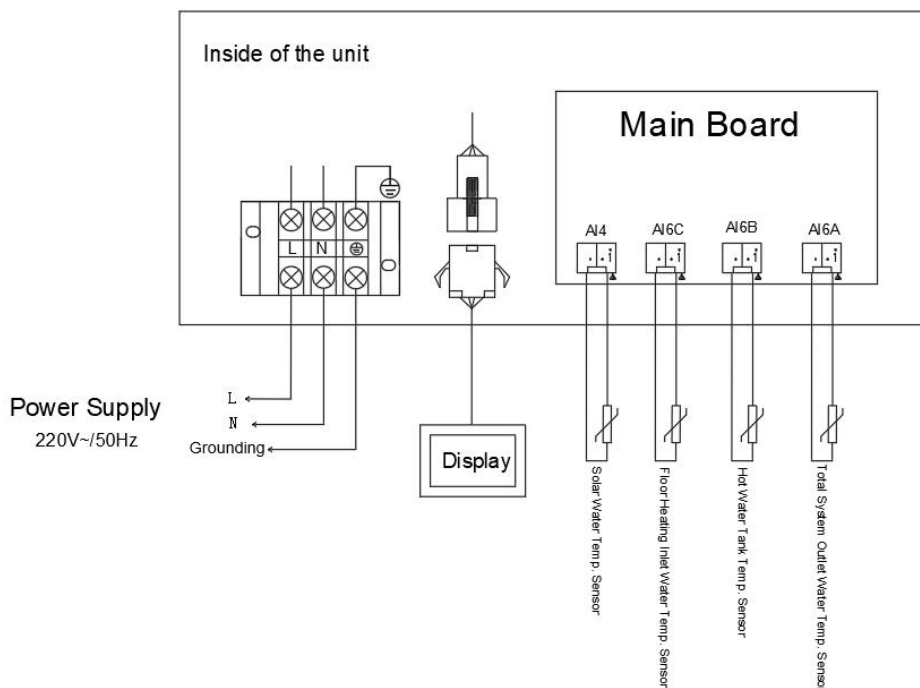 Inside of the unit
Main Board
AI4
AI6C
AI6B
AI6A
L
N
L
N
Grounding
Power Supply
220V~/50Hz
Display
Solar Water Temp. Sensor
Floor Heating Inlet Water Temp. Sensor
Hot Water Tank Temp. Sensor
Total System Outlet Water Temp. Sensor